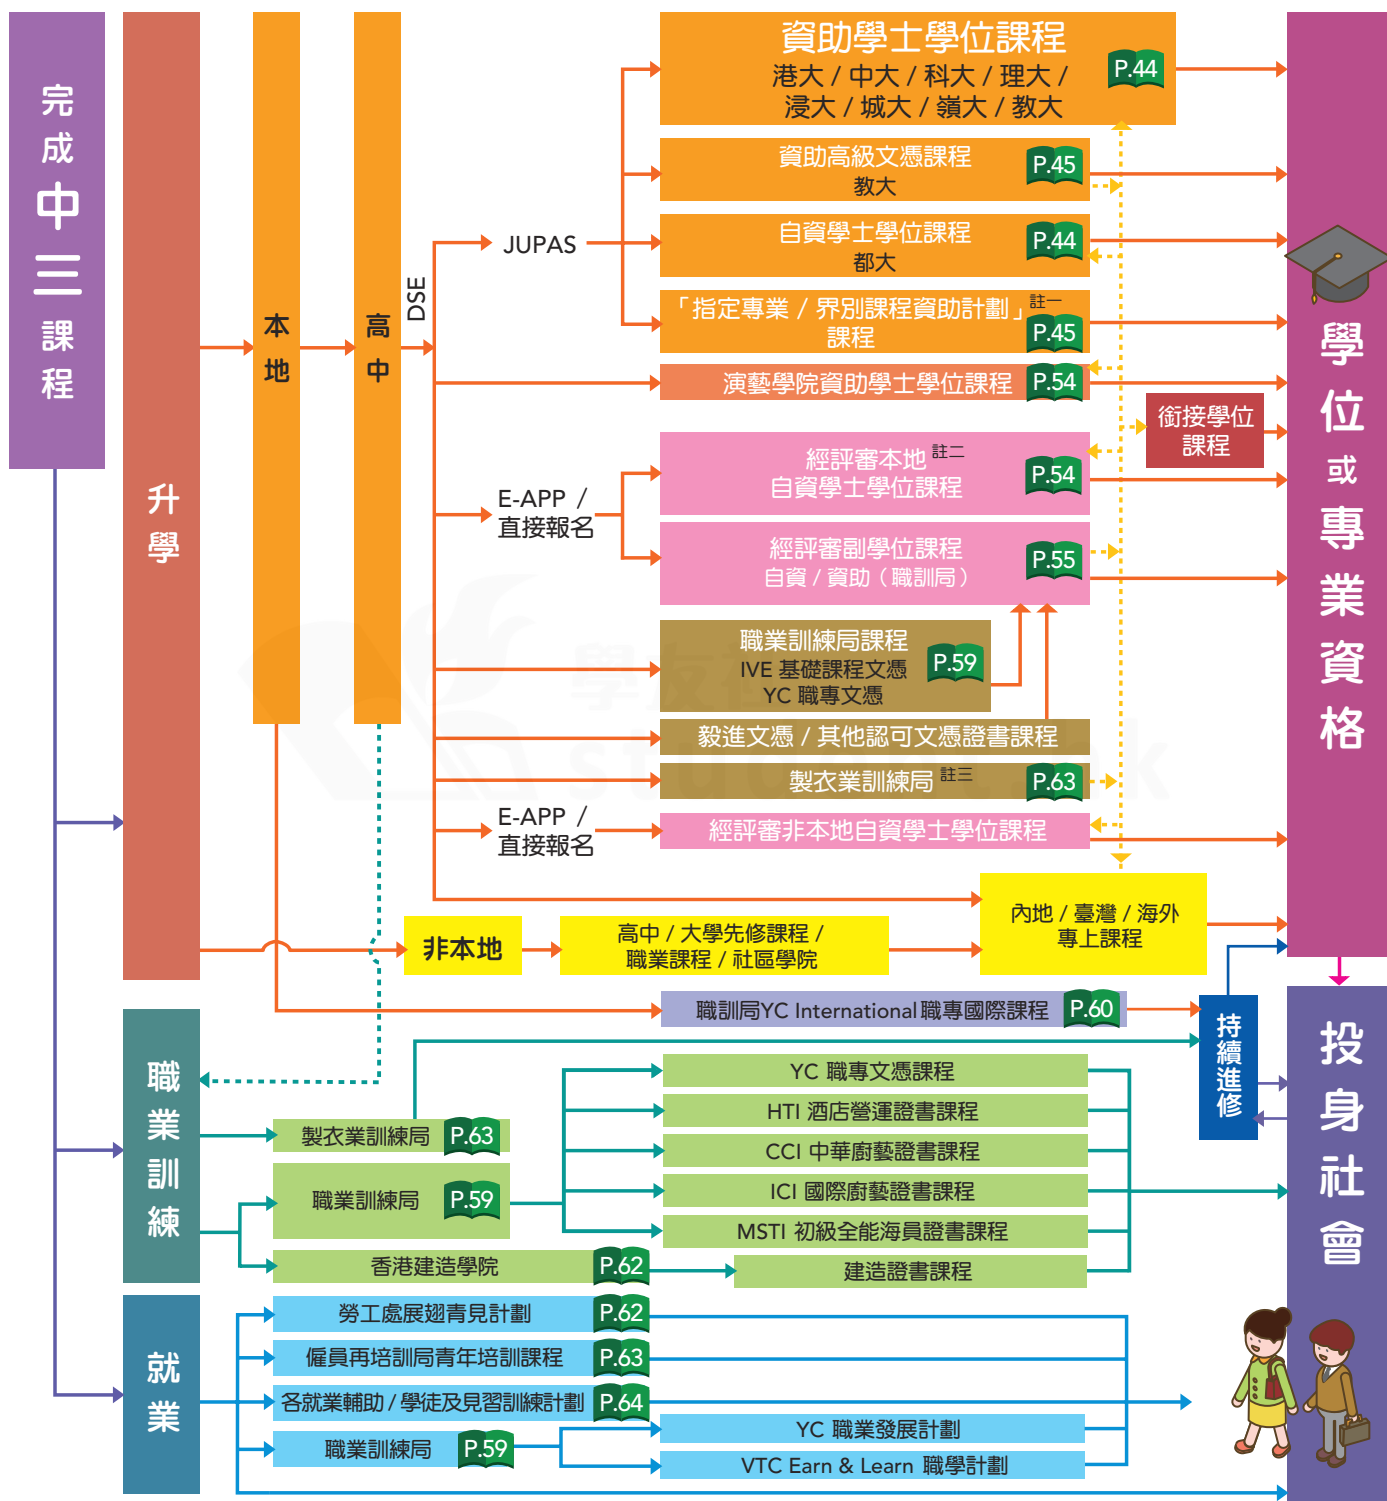 完成中三課程
升學
本地
高中
DSE
JUPAS
資助學士學位課程
港大 / 中大 / 科大 / 理大 /
浸大 / 城大 / 嶺大 / 教大
P.44
資助高級文憑課程
教大
P.45
自資學士學位課程
都大
P.44
「指定專業 / 界別課程資助計劃」註一
課程
P.45
演藝學院資助學士學位課程
P.54
銜接學位
課程
E-APP /
直接報名
經評審本地 註二
自資學士學位課程
P.54
經評審副學位課程
自資 / 資助（職訓局）
P.55
職業訓練局課程
IVE 基礎課程文憑
YC 職專文憑
P.59
毅進文憑 / 其他認可文憑證書課程
製衣業訓練局 註三
P.63
E-APP /
直接報名
經評審非本地自資學士學位課程
內地 / 臺灣 / 海外
專上課程
非本地
高中 / 大學先修課程 /
職業課程 / 社區學院
職訓局YC International職專國際課程
P.60
學位或專業資格
持續進修
投身社會
職業訓練
製衣業訓練局
P.63
職業訓練局
P.59
YC 職專文憑課程
HTI 酒店營運證書課程
CCI 中華廚藝證書課程
ICI 國際廚藝證書課程
MSTI 初級全能海員證書課程
香港建造學院
P.62
建造證書課程
就業
勞工處展翅青見計劃
P.62
僱員再培訓局青年培訓課程
P.63
各就業輔助 / 學徒及見習訓練計劃
P.64
職業訓練局
P.59
YC 職業發展計劃
VTC Earn & Learn 職學計劃